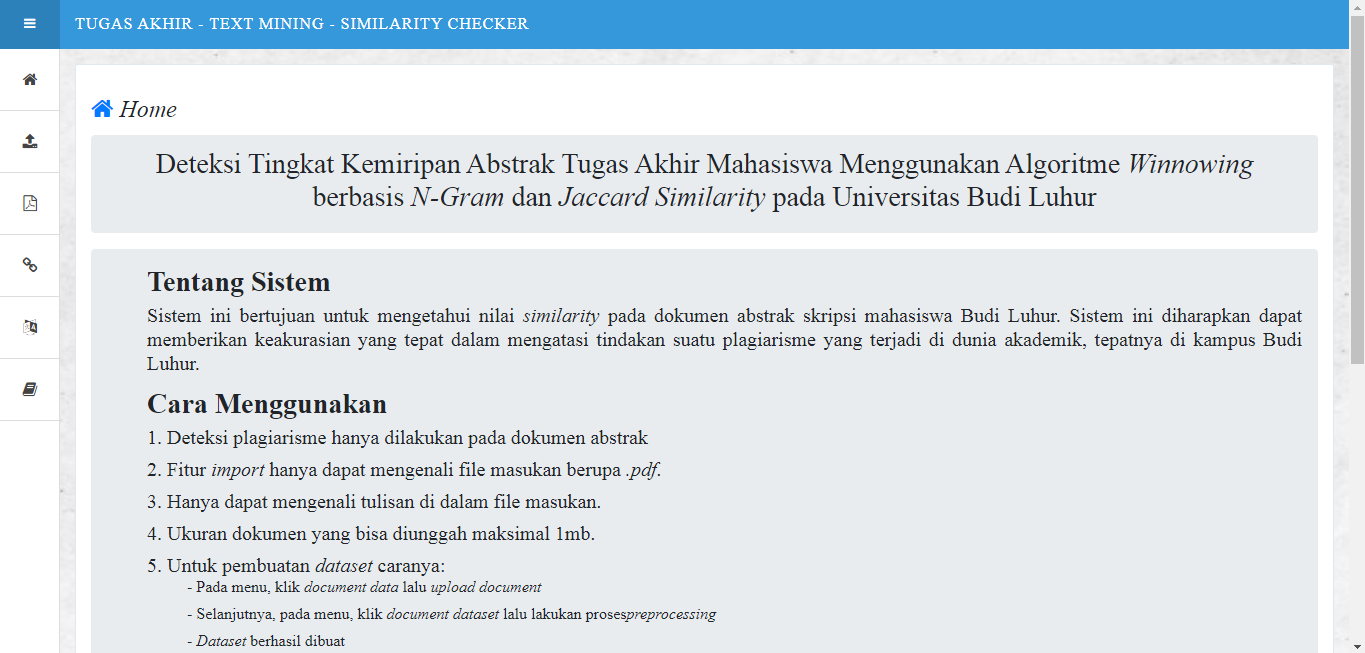 TUGAS AKHIR - TEXT MINING - SIMILARITY CHECKER
Home
Deteksi Tingkat Kemiripan Abstrak Tugas Akhir Mahasiswa Menggunakan Algoritme Winnowing
berbasis N-Gram dan Jaccard Similarity pada Universitas Budi Luhur
Tentang Sistem
Sistem ini bertujuan untuk mengetahui nilai similarity pada dokumen abstrak skripsi mahasiswa Budi Luhur. Sistem ini diharapkan dapat
memberikan keakurasian yang tepat dalam mengatasi tindakan suatu plagiarisme yang terjadi di dunia akademik, tepatnya di kampus Budi
Luhur.
Cara Menggunakan
1. Deteksi plagiarisme hanya dilakukan pada dokumen abstrak
2. Fitur import hanya dapat mengenali file masukan berupa .pdf.
3. Hanya dapat mengenali tulisan di dalam file masukan.
4. Ukuran dokumen yang bisa diunggah maksimal 1mb.
5. Untuk pembuatan dataset caranya:
- Pada menu, klik document data lalu upload document
- Selanjutnya, pada menu, klik document dataset lalu lakukan prosespreprocessing
- Dataset berhasil dibuat